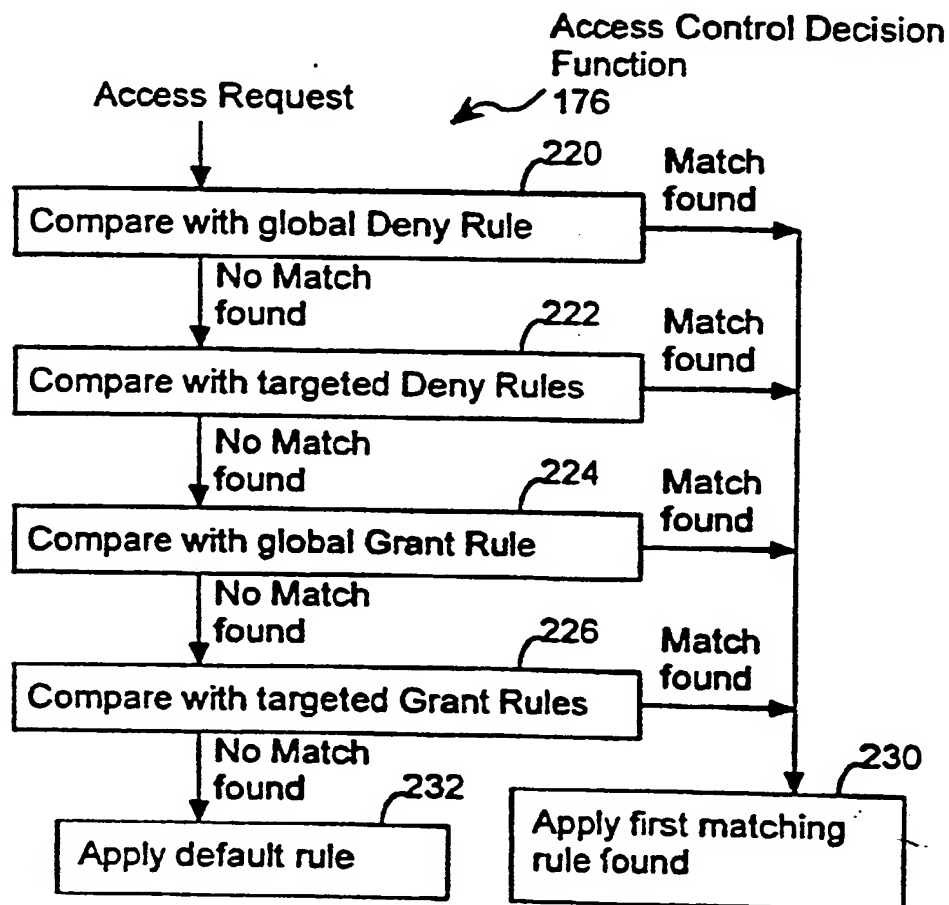 Access Control Decision
Function
176
Access Request
220
Match
found
Compare with global Deny Rule
No Match
found
222
Match
found
Compare with targeted Deny Rules
No Match
found
224
Match
found
Compare with global Grant Rule
No Match
found
226
Match
found
Compare with targeted Grant Rules
No Match
found
232
230
Apply default rule
Apply first matching
rule found